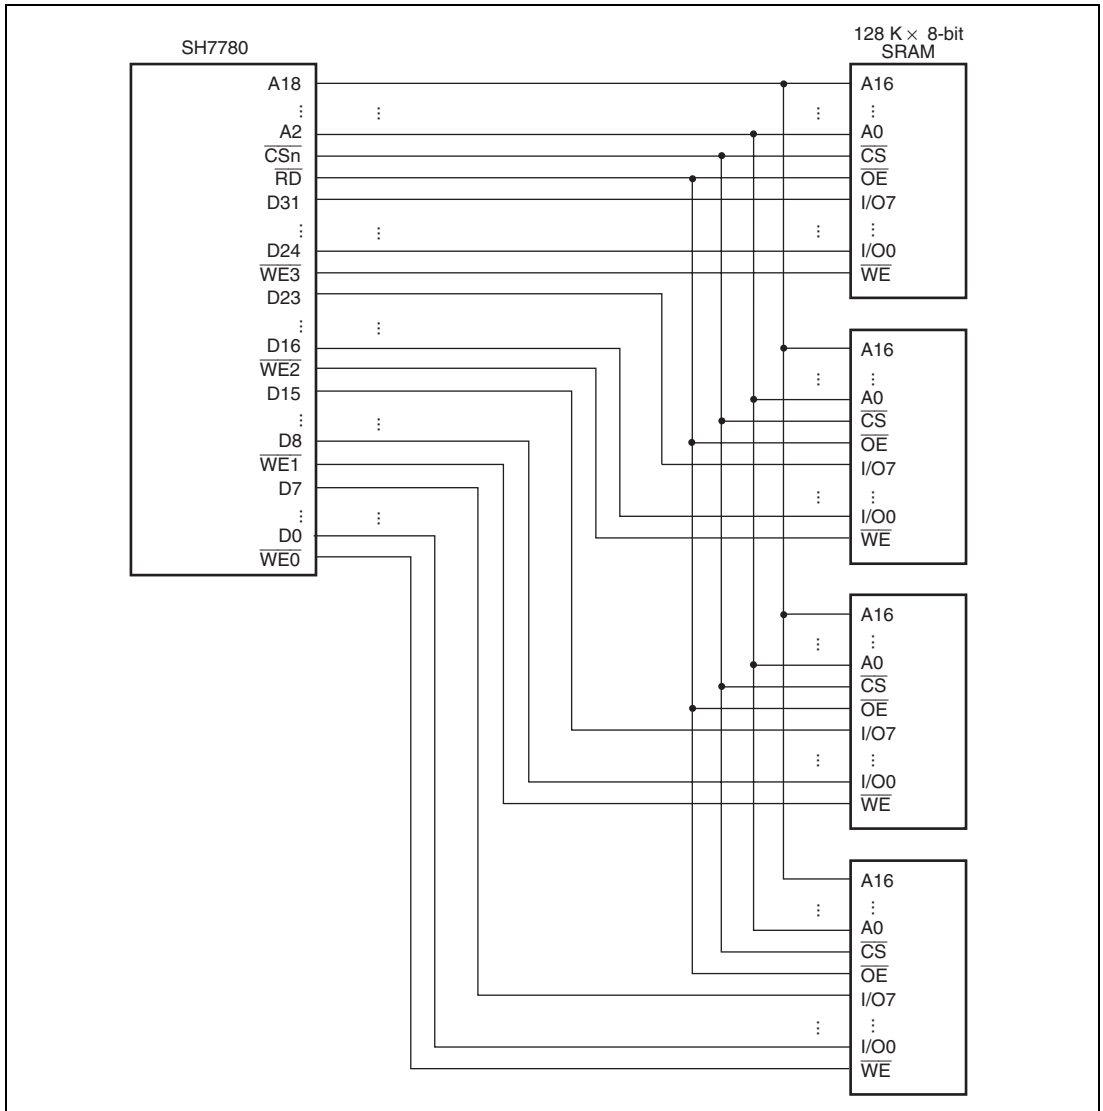 SH7780
A18
⋮
A2
CSn
RD
D31
⋮
D24
WE3
D23
⋮
D16
WE2
D15
⋮
D8
WE1
D7
⋮
D0
WE0
128 K × 8-bit
SRAM
A16
⋮
A0
CS
OE
I/O7
⋮
I/O0
WE
A16
⋮
A0
CS
OE
I/O7
⋮
I/O0
WE
A16
⋮
A0
CS
OE
I/O7
⋮
I/O0
WE
A16
⋮
A0
CS
OE
I/O7
⋮
I/O0
WE